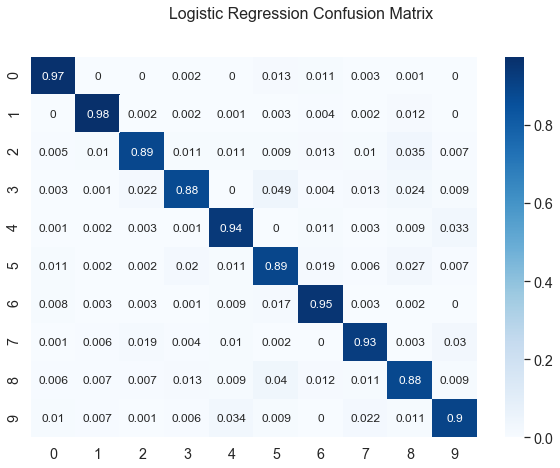 Logistic Regression Confusion Matrix
0 0.97 0 0 0.002 0 0.013 0.011 0.003 0.001 0
1 0 0.98 0.002 0.002 0.001 0.003 0.004 0.002 0.012 0
2 0.005 0.01 0.89 0.011 0.011 0.009 0.013 0.01 0.035 0.007
3 0.003 0.001 0.022 0.88 0 0.049 0.004 0.013 0.024 0.009
4 0.001 0.002 0.003 0.001 0.94 0 0.011 0.003 0.009 0.033
5 0.011 0.002 0.002 0.02 0.011 0.89 0.019 0.006 0.027 0.007
6 0.008 0.003 0.003 0.001 0.009 0.017 0.95 0.003 0.002 0
7 0.001 0.006 0.019 0.004 0.01 0.002 0 0.93 0.003 0.03
8 0.006 0.007 0.007 0.013 0.009 0.04 0.012 0.011 0.88 0.009
9 0.01 0.007 0.001 0.006 0.034 0.009 0 0.022 0.011 0.9
0 1 2 3 4 5 6 7 8 9
0.8
0.6
0.4
0.2
0.0